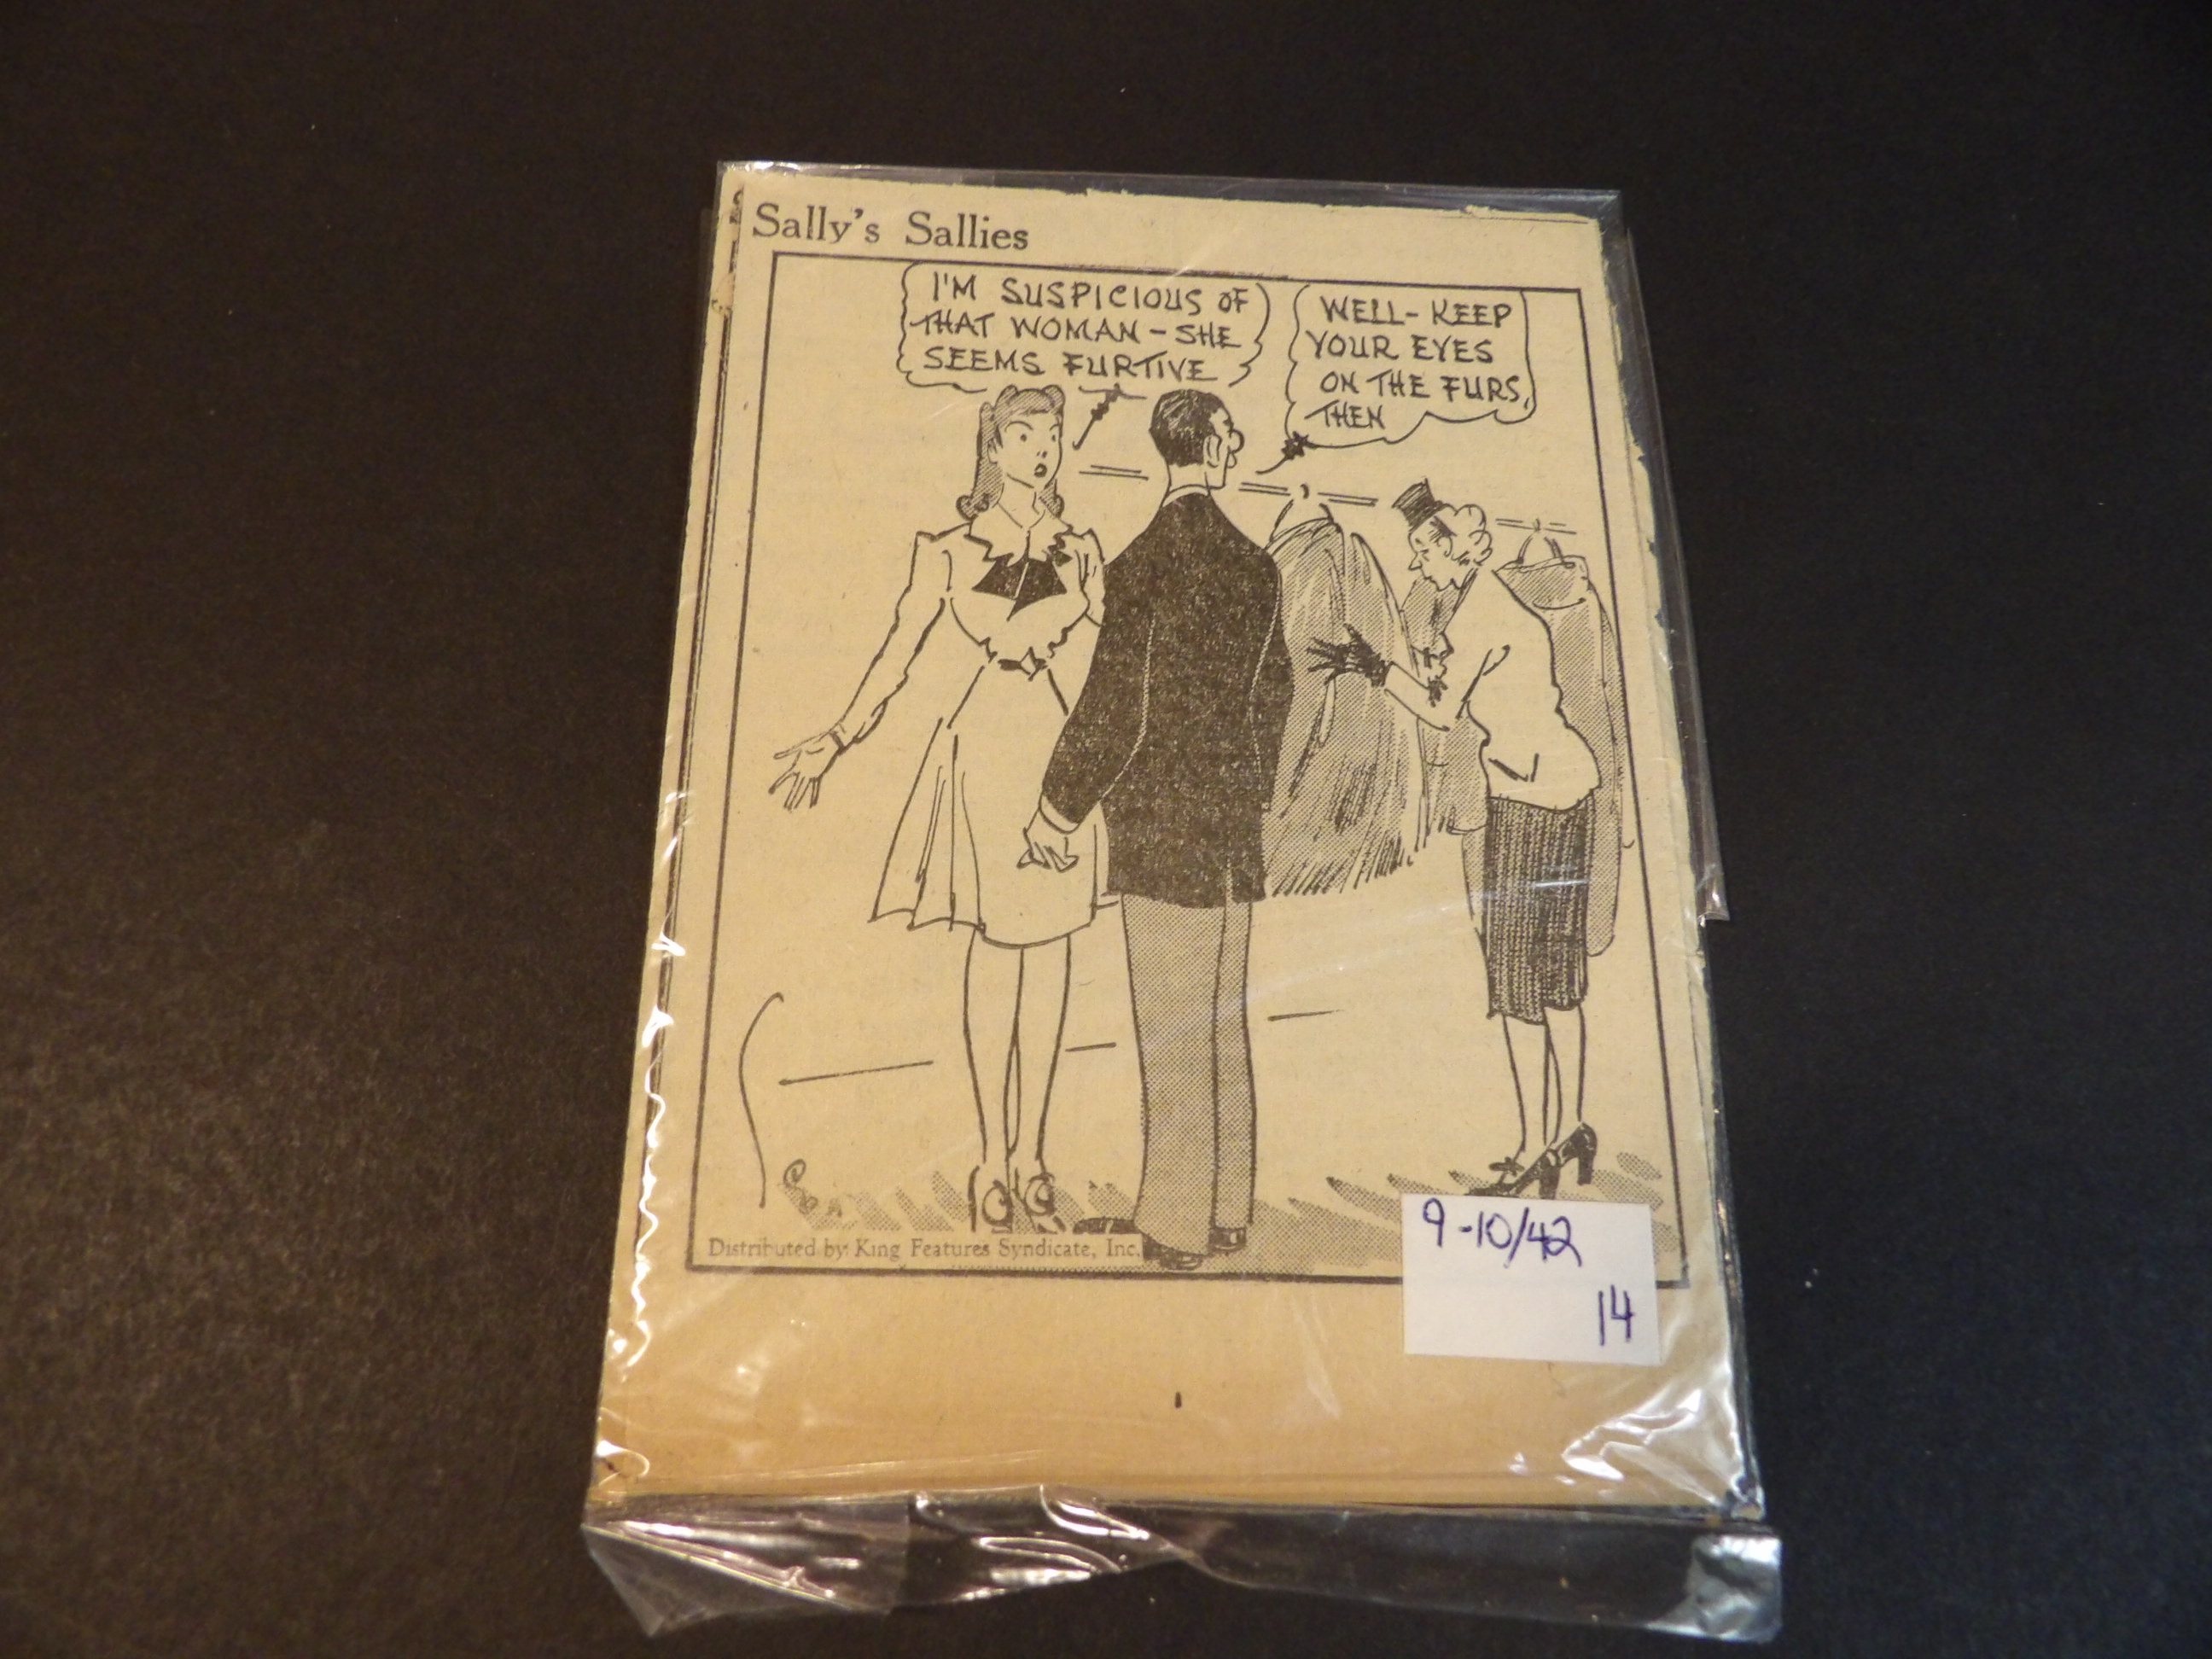 Sally's Sallies
I'M SUSPICIOUS OF
THAT WOMAN - SHE
SEEMS FURTIVE
WELL - KEEP
YOUR EYES
ON THE FURS,
THEN
Distributed by King Features Syndicate, Inc.
9-10/42
14